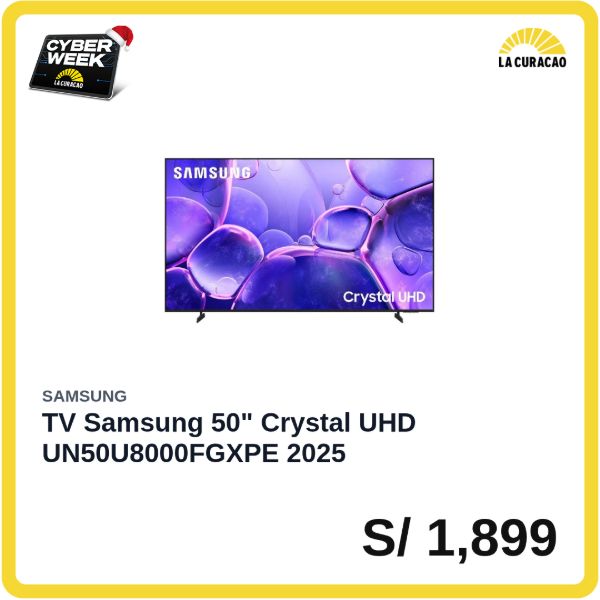 CYBER
WEEK
LA CURACAO
LA CURACAO
SAMSUNG
Crystal UHD
SAMSUNG
TV Samsung 50" Crystal UHD
UN50U8000FGXPE 2025
S/ 1,899